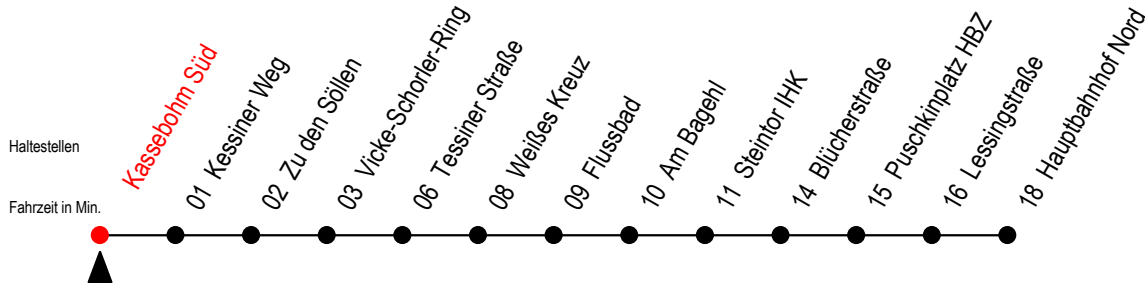 Haltestellen
Fahrzeit in Min.
Kassebohm Süd
01 Kessiner Weg
02 Zu den Söllen
03 Vicke-Schorler-Ring
06 Tessiner Straße
08 Weißes Kreuz
09 Flussbad
10 Am Bagehl
11 Steintor IHK
14 Blücherstraße
15 Puschkinplatz HBZ
16 Lessingstraße
18 Hauptbahnhof Nord